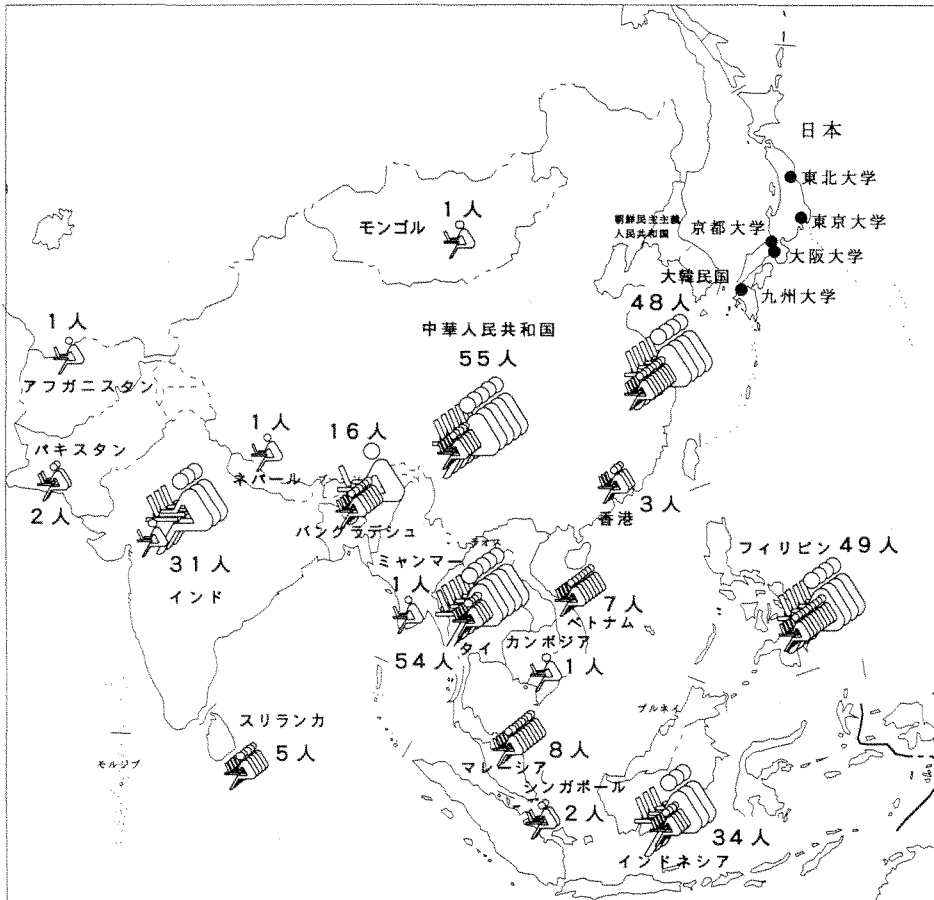 日本
東北大学
1人
モンゴル
朝鮮民主主義
人民共和国
京都大学
東京大学
大阪大学
大韓民国
九州大学
48人
1人
アフガニスタン
中華人民共和国
55人
パキスタン
2人
1人
ネパール
16人
バングラデシュ
3人
香港
31人
インド
ミャンマー
1人
ラオス
フィリピン
49人
7人
ベトナム
54人
タイ
カンボジア
1人
ブルネイ
スリランカ
5人
モルジブ
8人
マレーシア
シンガポール
2人
34人
インドネシア